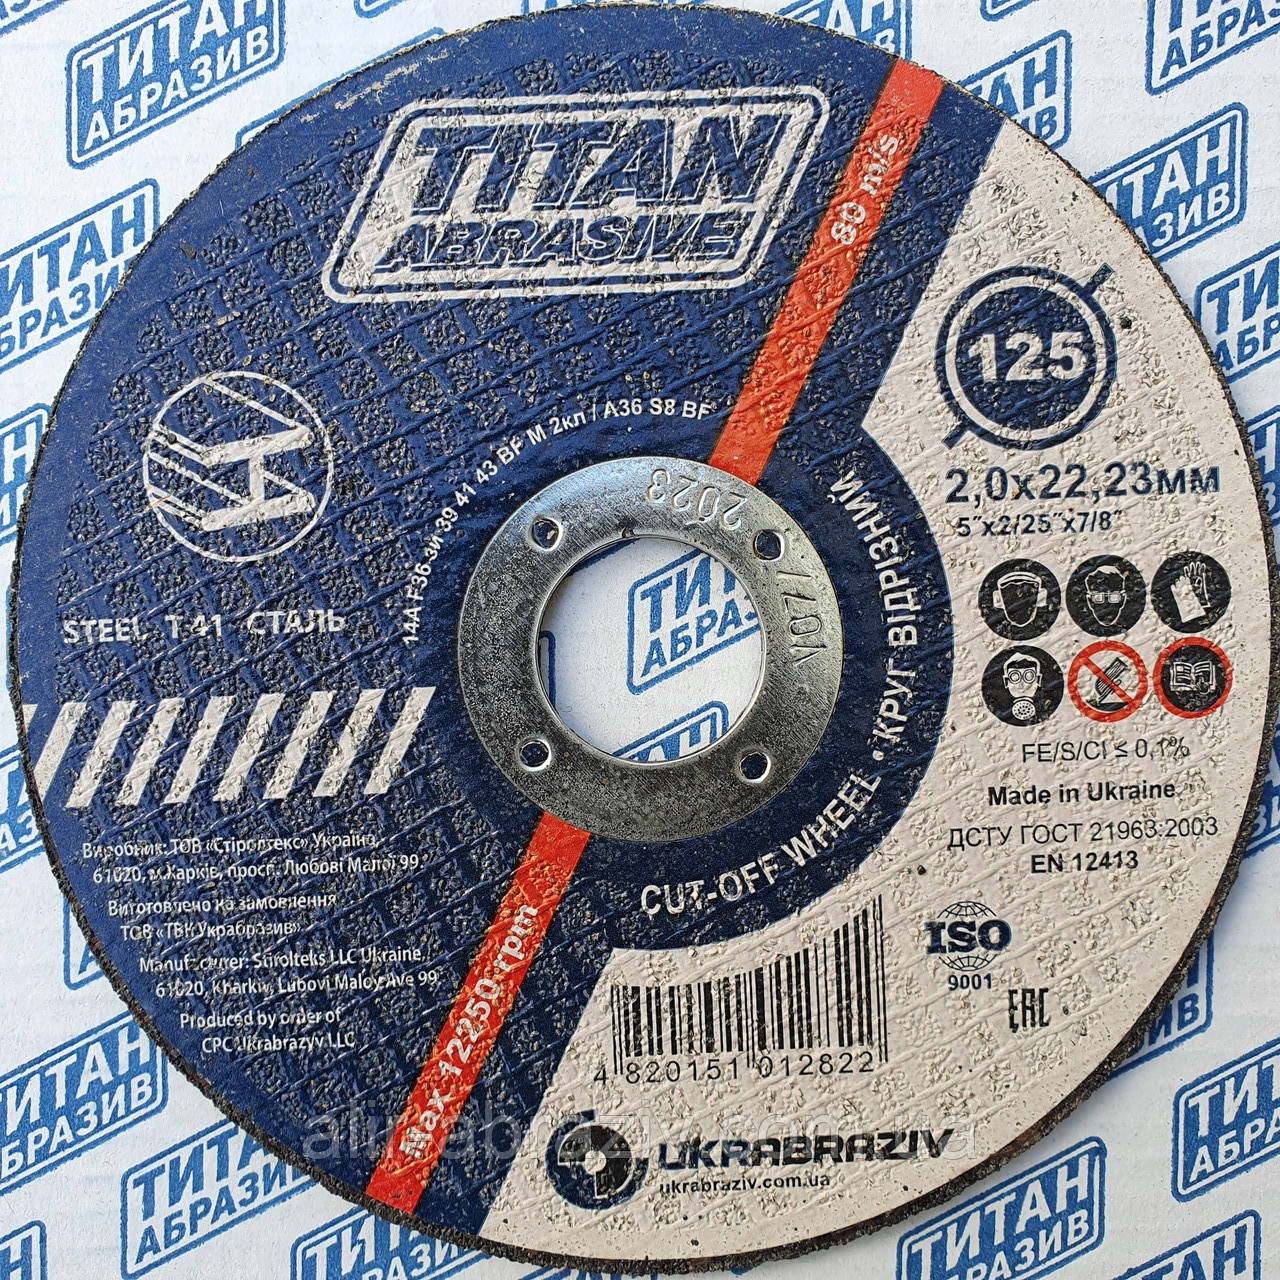 TITAN
ABRASIVE
80 m/s
125
2,0x22,23мм
5"x2/25"x7/8"
14A F36-3и 39 41 43 BF М 2кл / A36 S8 BF
STEEL T 41 СТАЛЬ
2023
V07/
CUT-OFF WHEEL • КРУГ ВІДРІЗНИЙ
FE/S/Cl ≤ 0,1%
Made in Ukraine
ДСТУ ГОСТ 21963:2003
EN 12413
ISO
9001
EAC
Виробник: ТОВ «Стіролтекс» Україна,
61020, м.Харків, просп. Любові Малої 99
Виготовлено на замовлення
ТОВ «ТВК Украбразив»
Manufacturer: Stirolteks LLC Ukraine,
61020, Kharkiv, Lubovi Maloy Ave 99
Produced by order of
CPC Ukrabrazyv LLC
Max 12250 rpm
4 820151 012822
UKRABRAZIV
ukrabraziv.com.ua
ТИТАН
АБРАЗИВ